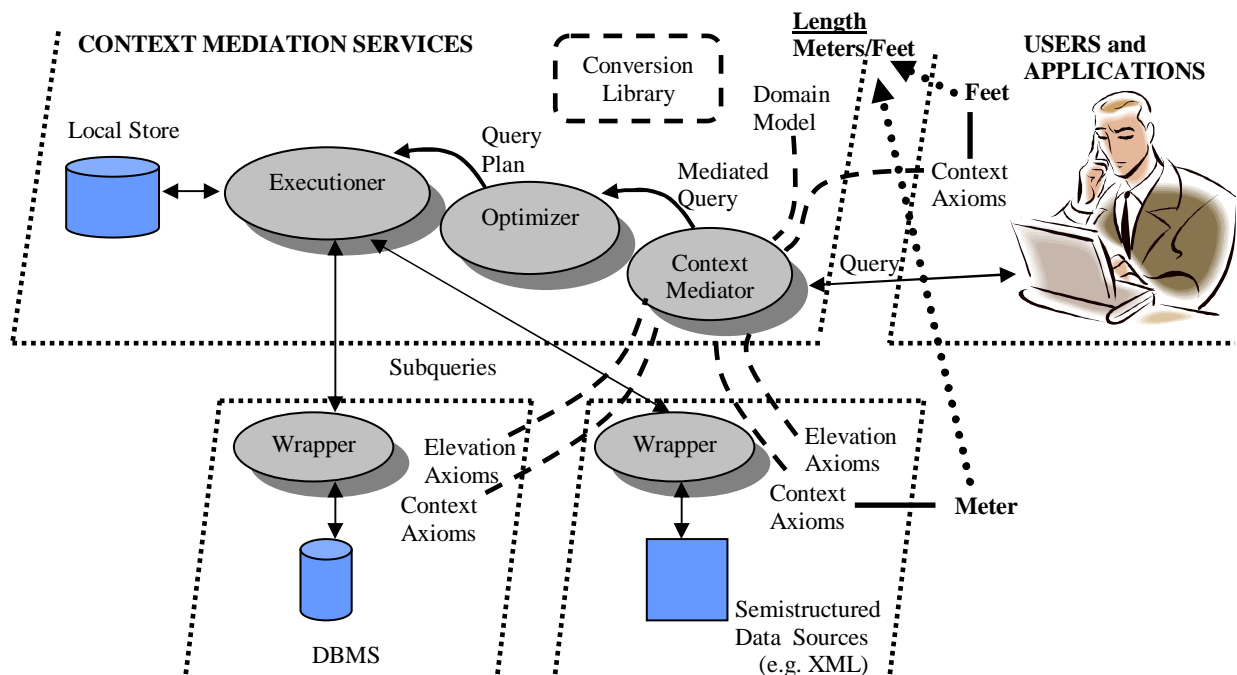 CONTEXT MEDIATION SERVICES
Length
Meters/Feet
USERS and
APPLICATIONS
Conversion
Library
Domain
Model
Feet
Local Store
Query
Plan
Executioner
Mediated
Query
Context
Axioms
Optimizer
Context
Mediator
Query
Subqueries
Wrapper
Elevation
Axioms
Context
Axioms
Wrapper
Elevation
Axioms
Context
Axioms
Meter
DBMS
Semistructured
Data Sources
(e.g. XML)